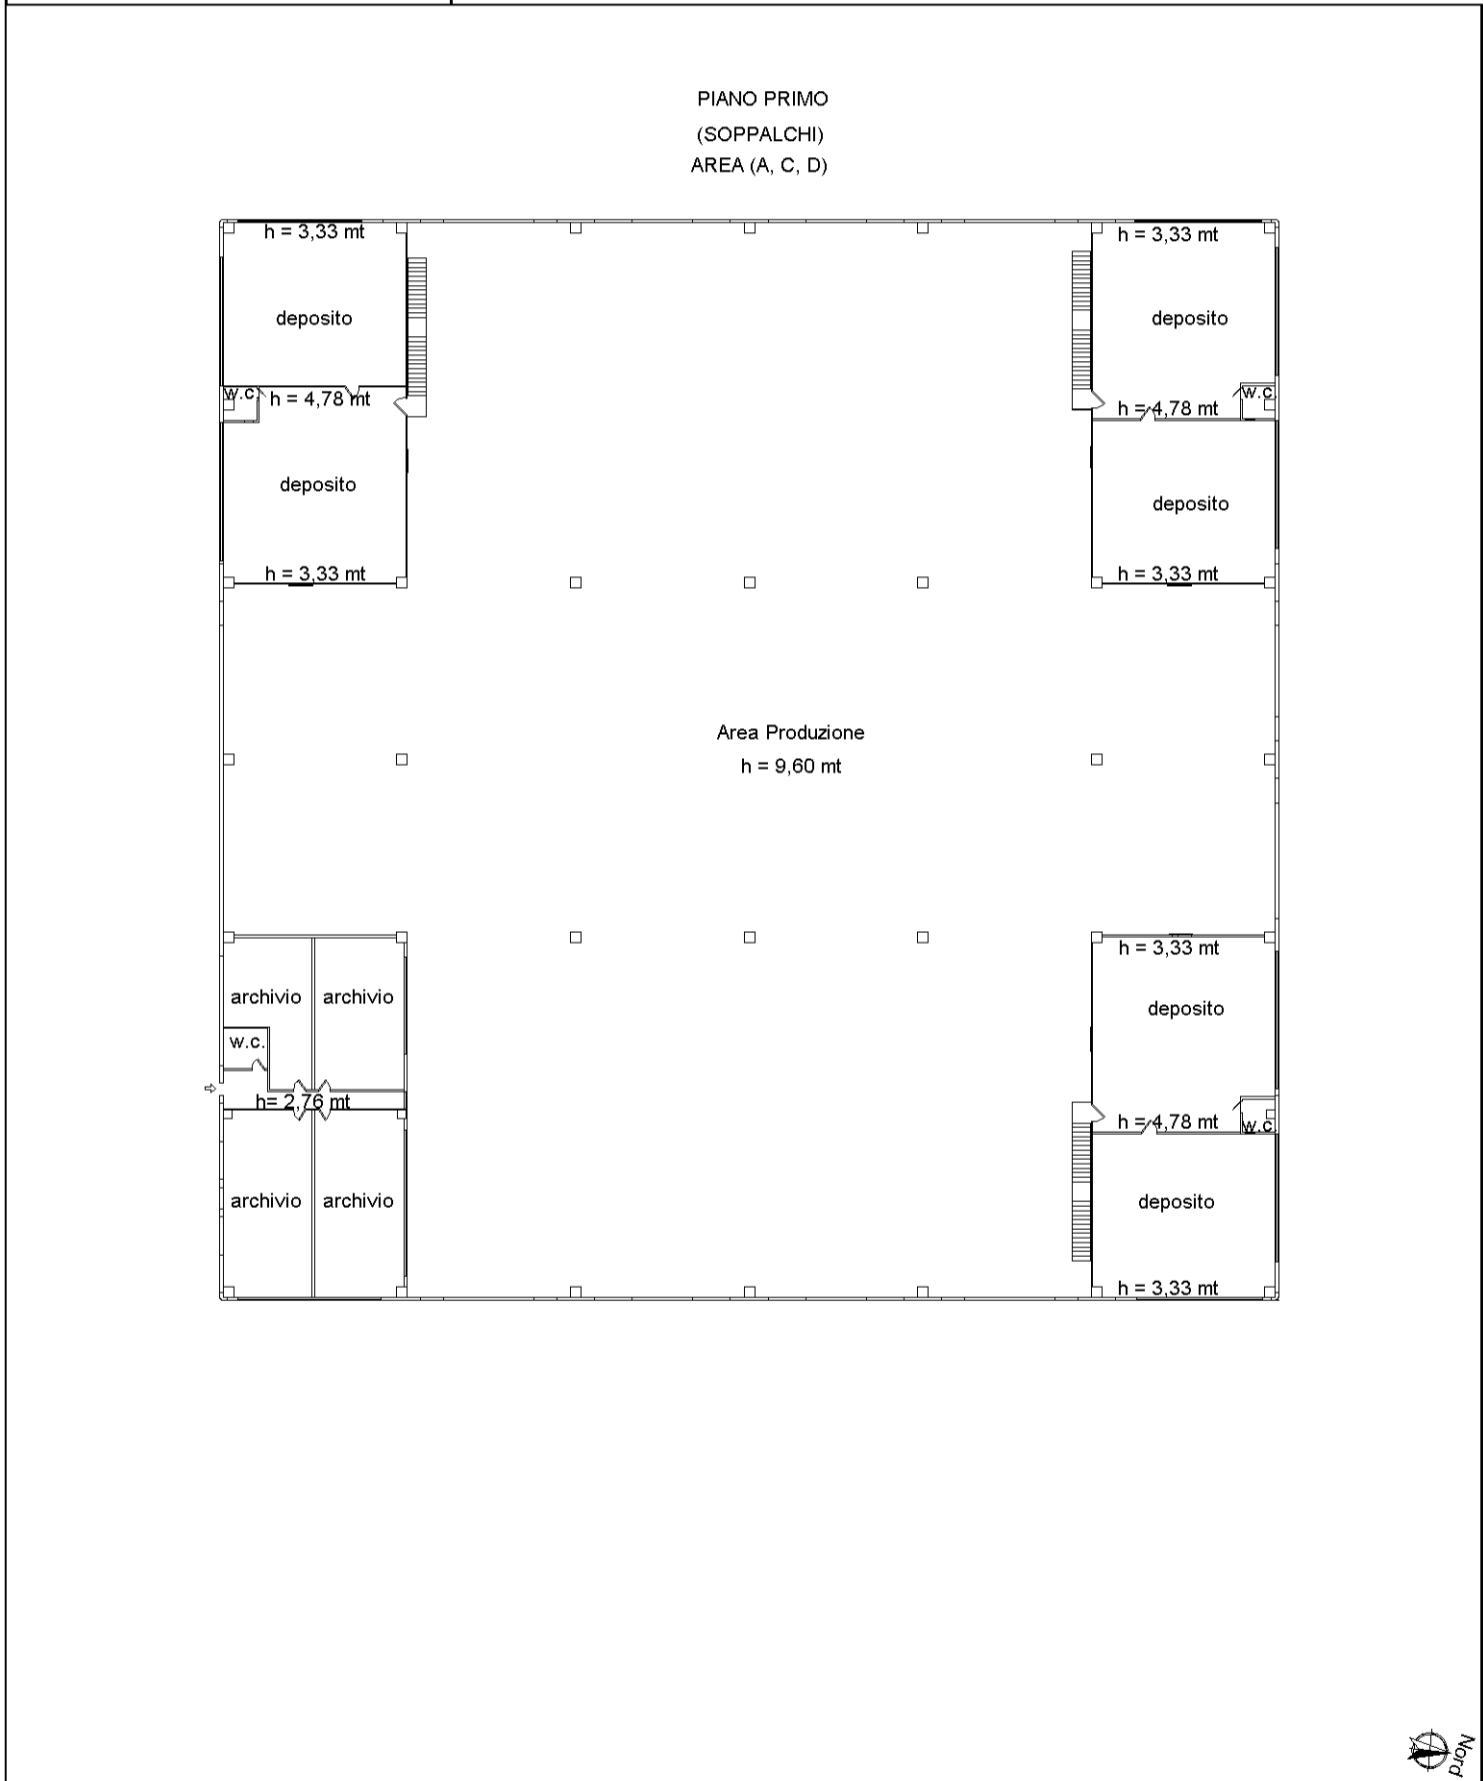 PIANO PRIMO
(SOPPALCHI)
AREA (A, C, D)
h = 3,33 mt
h = 3,33 mt
deposito
deposito
w.c.
h = 4,78 mt
w.c.
h = 4,78 mt
deposito
deposito
h = 3,33 mt
h = 3,33 mt
Area Produzione
h = 9,60 mt
h = 3,33 mt
archivio
archivio
deposito
w.c.
h= 2,76 mt
h = 4,78 mt
w.c.
archivio
archivio
deposito
h = 3,33 mt
Nord